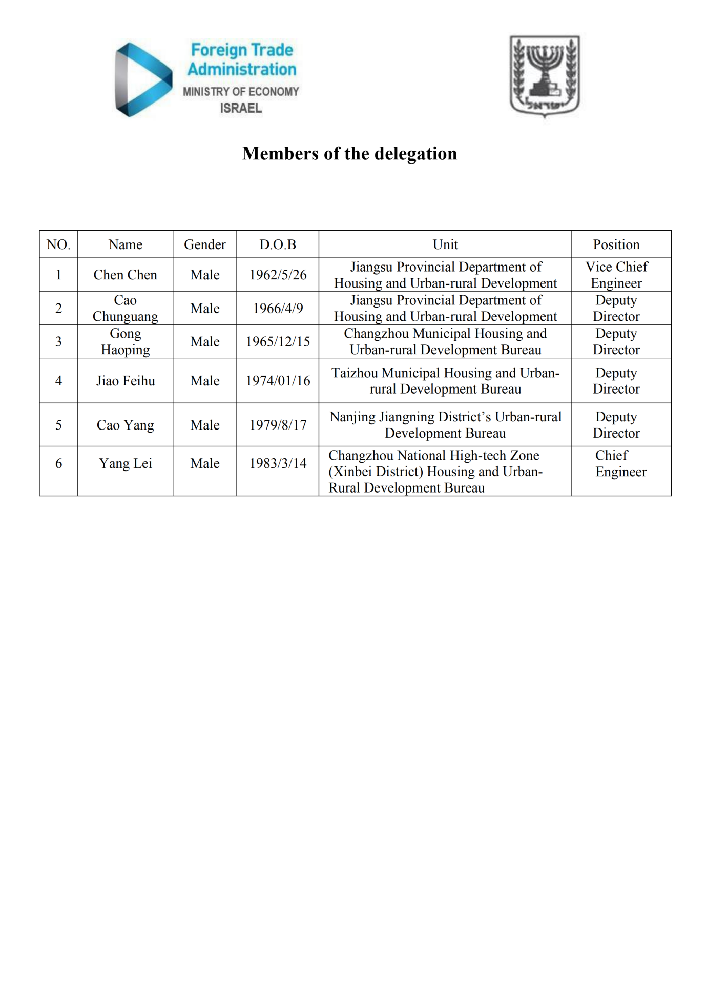 Foreign Trade
Administration
MINISTRY OF ECONOMY
ISRAEL
ישראל
Members of the delegation
NO. Name Gender D.O.B Unit Position
1 Chen Chen Male 1962/5/26 Jiangsu Provincial Department of Housing and Urban-rural Development Vice Chief Engineer
2 Cao Chunguang Male 1966/4/9 Jiangsu Provincial Department of Housing and Urban-rural Development Deputy Director
3 Gong Haoping Male 1965/12/15 Changzhou Municipal Housing and Urban-rural Development Bureau Deputy Director
4 Jiao Feihu Male 1974/01/16 Taizhou Municipal Housing and Urban-rural Development Bureau Deputy Director
5 Cao Yang Male 1979/8/17 Nanjing Jiangning District’s Urban-rural Development Bureau Deputy Director
6 Yang Lei Male 1983/3/14 Changzhou National High-tech Zone (Xinbei District) Housing and Urban-Rural Development Bureau Chief Engineer